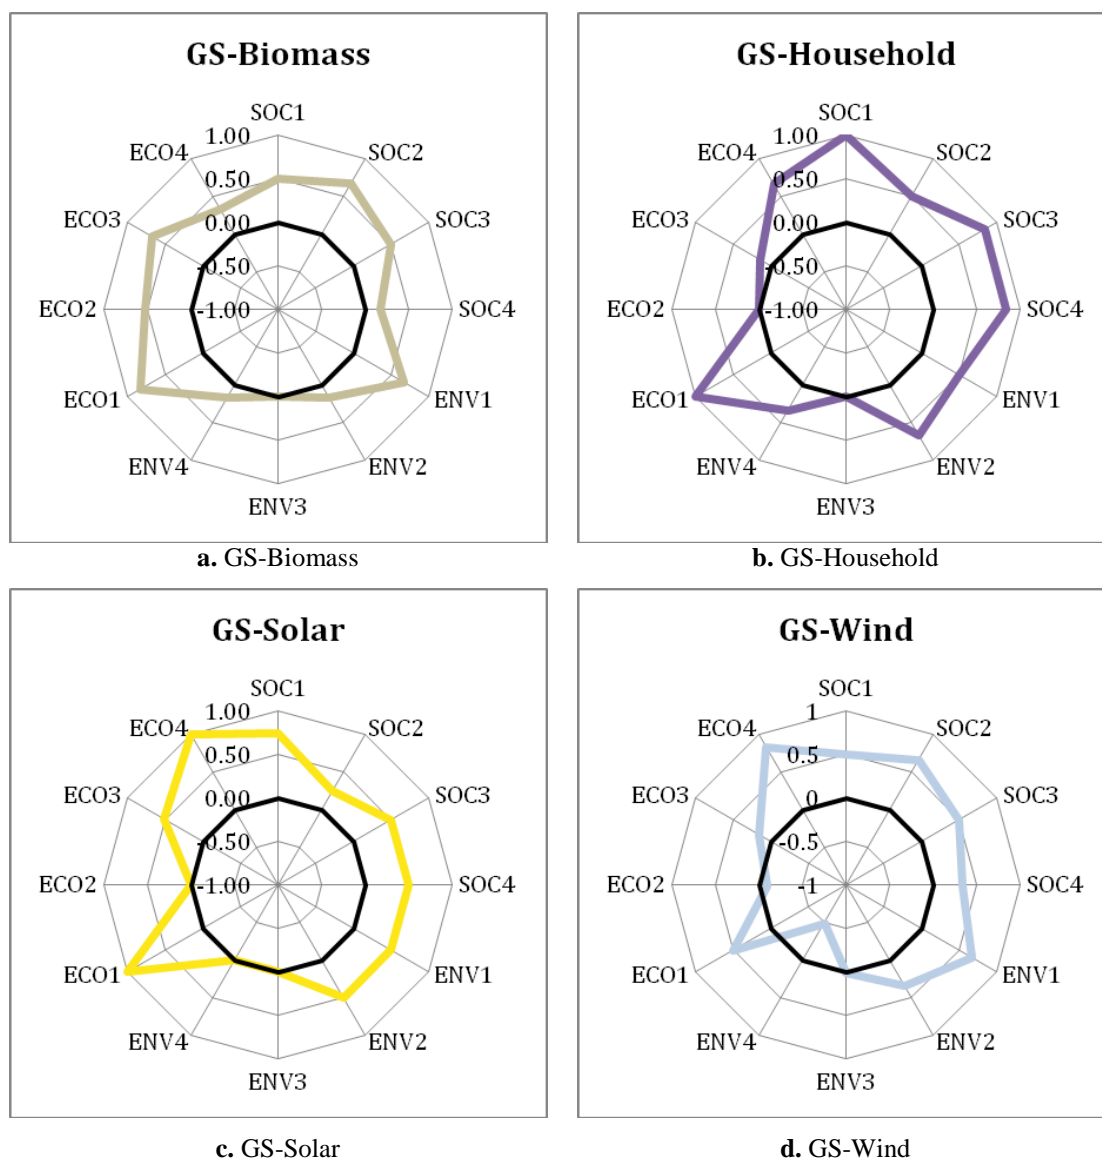 GS-Biomass
SOC1
1.00
SOC2
ECO4
0.50
ECO3
SOC3
0.00
-0.50
ECO2
-1.00
SOC4
ECO1
ENV1
ENV4
ENV2
ENV3
a. GS-Biomass
GS-Household
SOC1
1.00
SOC2
ECO4
0.50
ECO3
SOC3
0.00
-0.50
ECO2
-1.00
SOC4
ECO1
ENV1
ENV4
ENV2
ENV3
b. GS-Household
GS-Solar
SOC1
1.00
SOC2
ECO4
0.50
ECO3
SOC3
0.00
-0.50
ECO2
-1.00
SOC4
ECO1
ENV1
ENV4
ENV2
ENV3
c. GS-Solar
GS-Wind
SOC1
1
SOC2
ECO4
0.5
ECO3
SOC3
0
-0.5
ECO2
-1
SOC4
ECO1
ENV1
ENV4
ENV2
ENV3
d. GS-Wind